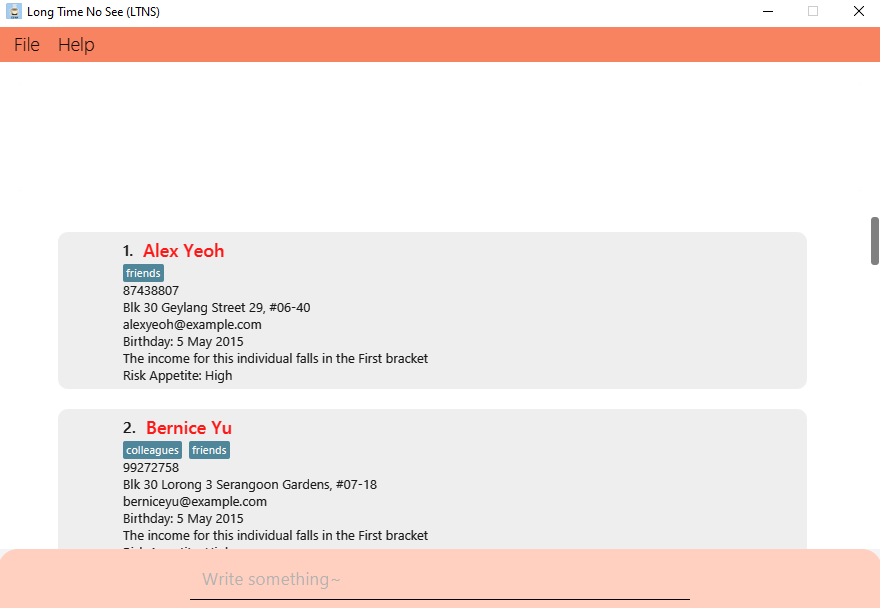 Long Time No See (LTNS)
File Help
1. Alex Yeoh
friends
87438807
Blk 30 Geylang Street 29, #06-40
alexyeoh@example.com
Birthday: 5 May 2015
The income for this individual falls in the First bracket
Risk Appetite: High
2. Bernice Yu
colleagues friends
99272758
Blk 30 Lorong 3 Serangoon Gardens, #07-18
berniceyu@example.com
Birthday: 5 May 2015
The income for this individual falls in the First bracket
Write something~